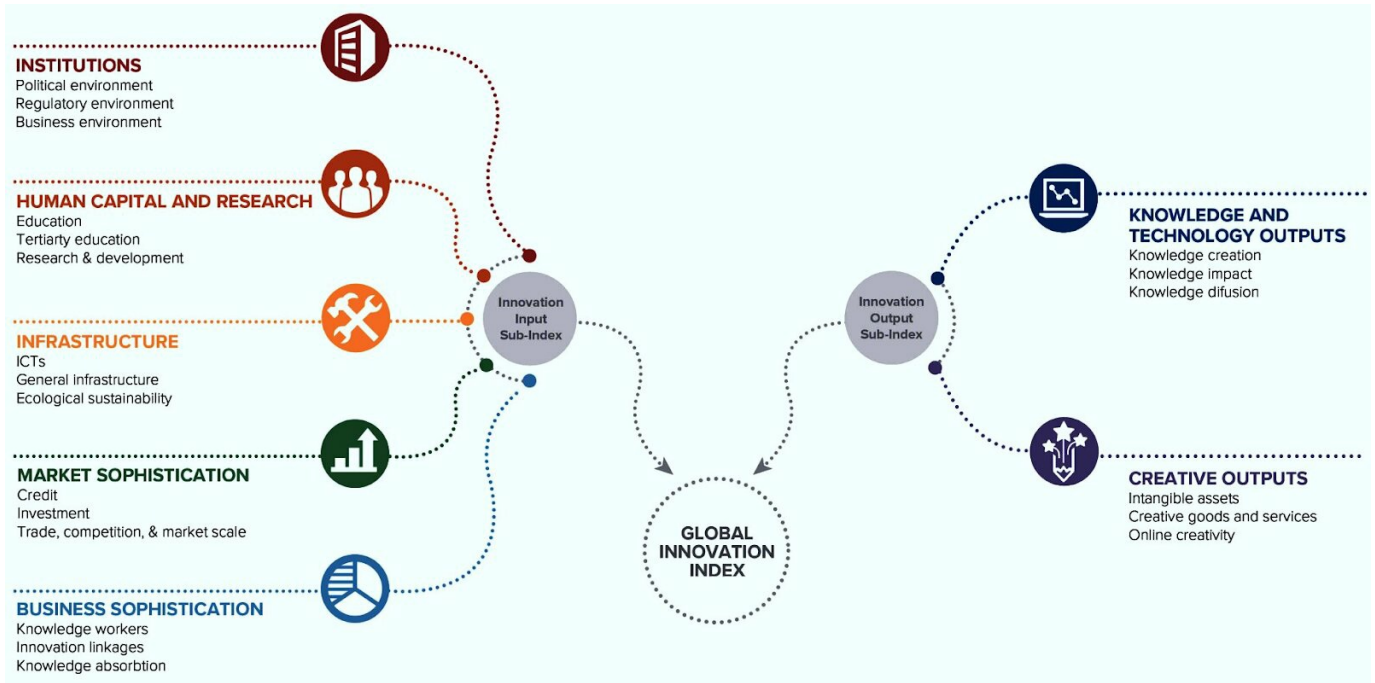 INSTITUTIONS
Political environment
Regulatory environment
Business environment
HUMAN CAPITAL AND RESEARCH
Education
Tertiarty education
Research & development
INFRASTRUCTURE
ICTs
General infrastructure
Ecological sustainability
MARKET SOPHISTICATION
Credit
Investment
Trade, competition, & market scale
BUSINESS SOPHISTICATION
Knowledge workers
Innovation linkages
Knowledge absorbtion
Innovation
Input
Sub-Index
GLOBAL
INNOVATION
INDEX
Innovation
Output
Sub-Index
KNOWLEDGE AND
TECHNOLOGY OUTPUTS
Knowledge creation
Knowledge impact
Knowledge difusion
CREATIVE OUTPUTS
Intangible assets
Creative goods and services
Online creativity